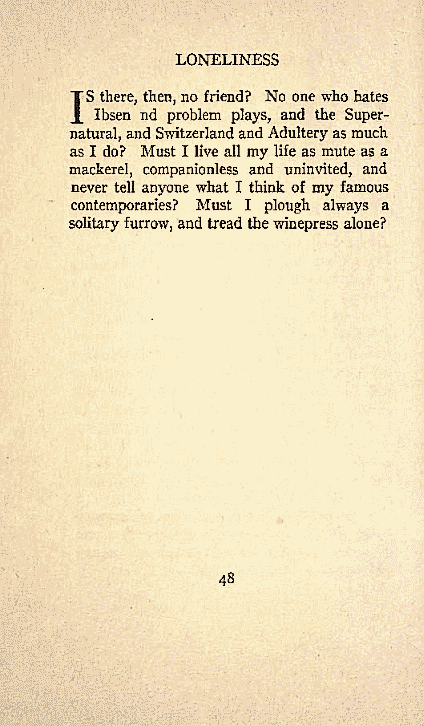 LONELINESS
IS there, then, no friend? No one who hates
Ibsen nd problem plays, and the Super-
natural, and Switzerland and Adultery as much
as I do? Must I live all my life as mute as a
mackerel, companionless and uninvited, and
never tell anyone what I think of my famous
contemporaries? Must I plough always a
solitary furrow, and tread the winepress alone?
48